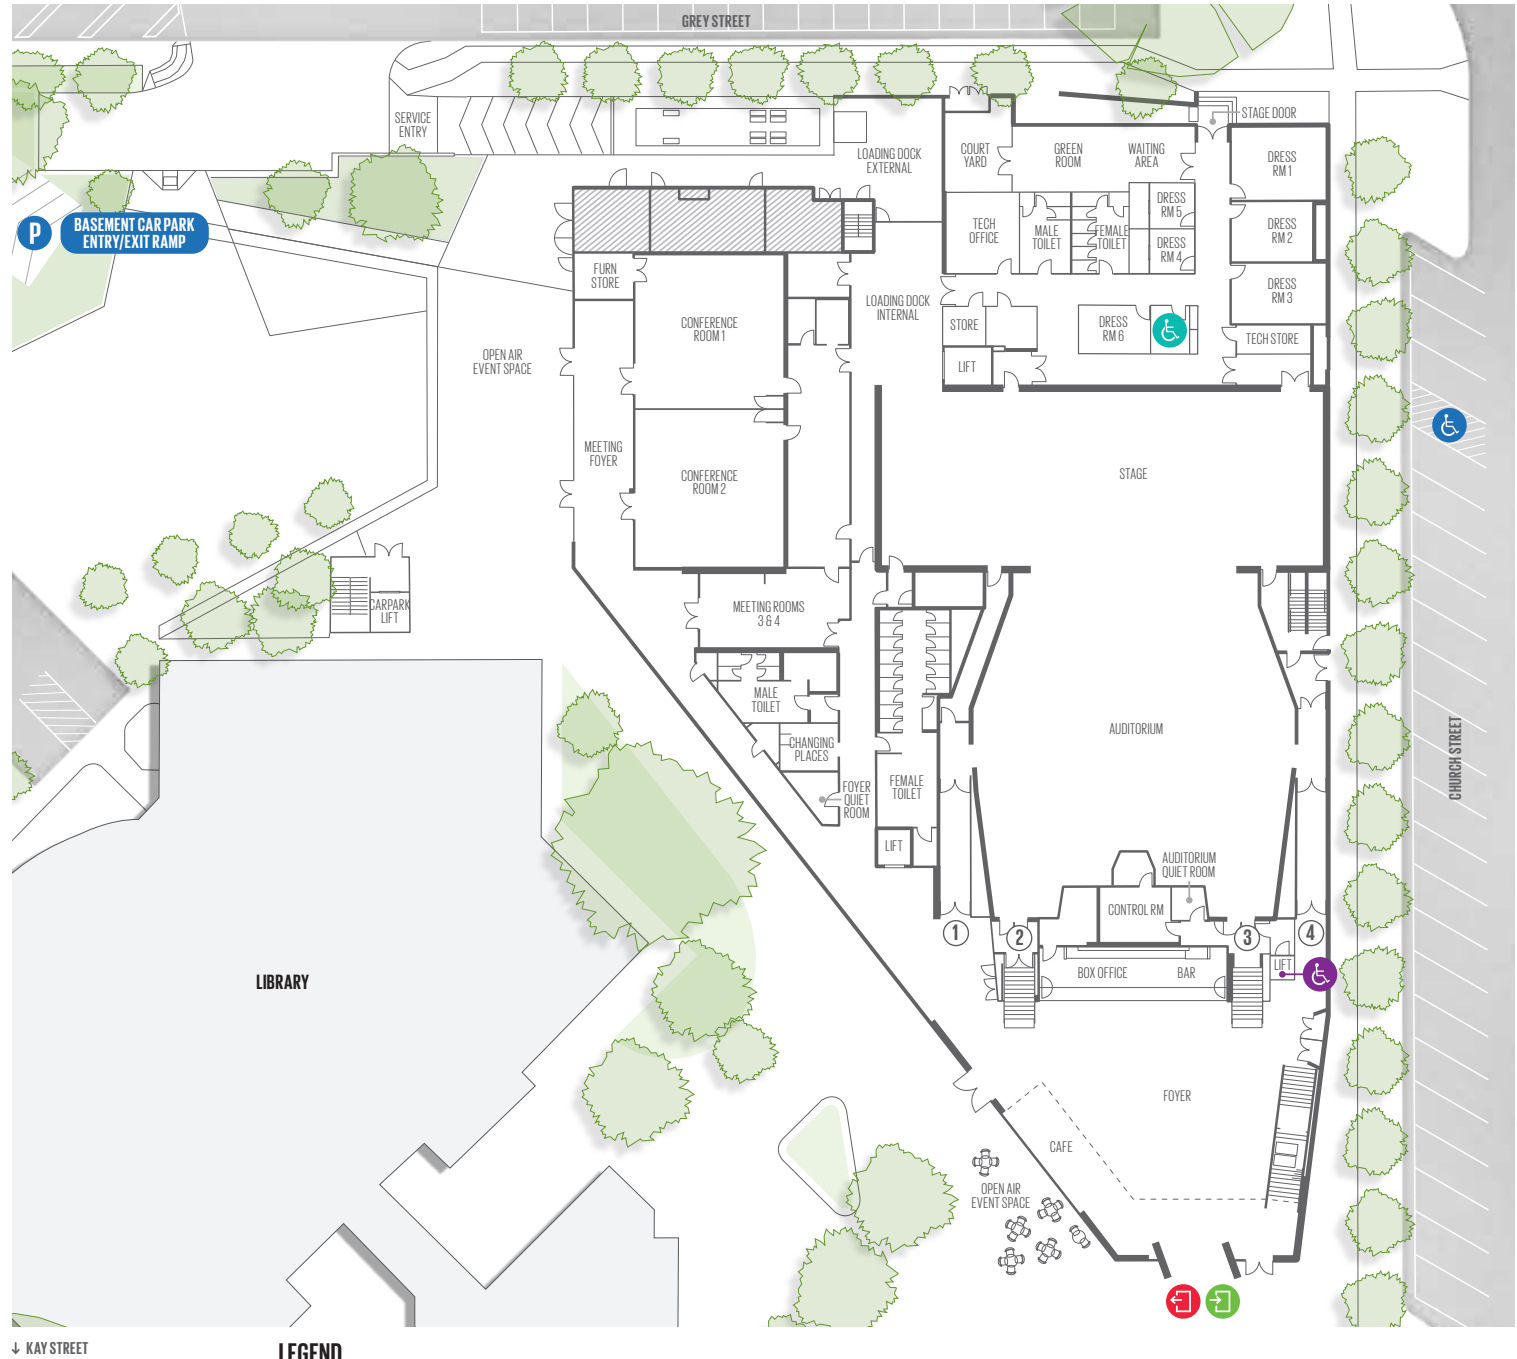 GREY STREET
SERVICE
ENTRY
STAGE DOOR
LOADING DOCK
EXTERNAL
COURT
YARD
GREEN
ROOM
WAITING
AREA
DRESS
RM 1
P
BASEMENT CAR PARK
ENTRY/EXIT RAMP
TECH
OFFICE
MALE
TOILET
FEMALE
TOILET
DRESS
RM 5
DRESS
RM 4
DRESS
RM 2
FURN
STORE
DRESS
RM 3
LOADING DOCK
INTERNAL
CONFERENCE
ROOM 1
STORE
DRESS
RM 6
TECH STORE
OPEN AIR
EVENT SPACE
LIFT
MEETING
FOYER
CONFERENCE
ROOM 2
STAGE
CARPARK
LIFT
MEETING ROOMS
3 & 4
MALE
TOILET
AUDITORIUM
CHANGING
PLACES
CHURCH STREET
FOYER
QUIET
ROOM
FEMALE
TOILET
LIFT
AUDITORIUM
QUIET ROOM
CONTROL RM
1
2
3
4
BOX OFFICE
BAR
LIFT
LIBRARY
FOYER
CAFE
OPEN AIR
EVENT SPACE
↓ KAY STREET
LEGEND